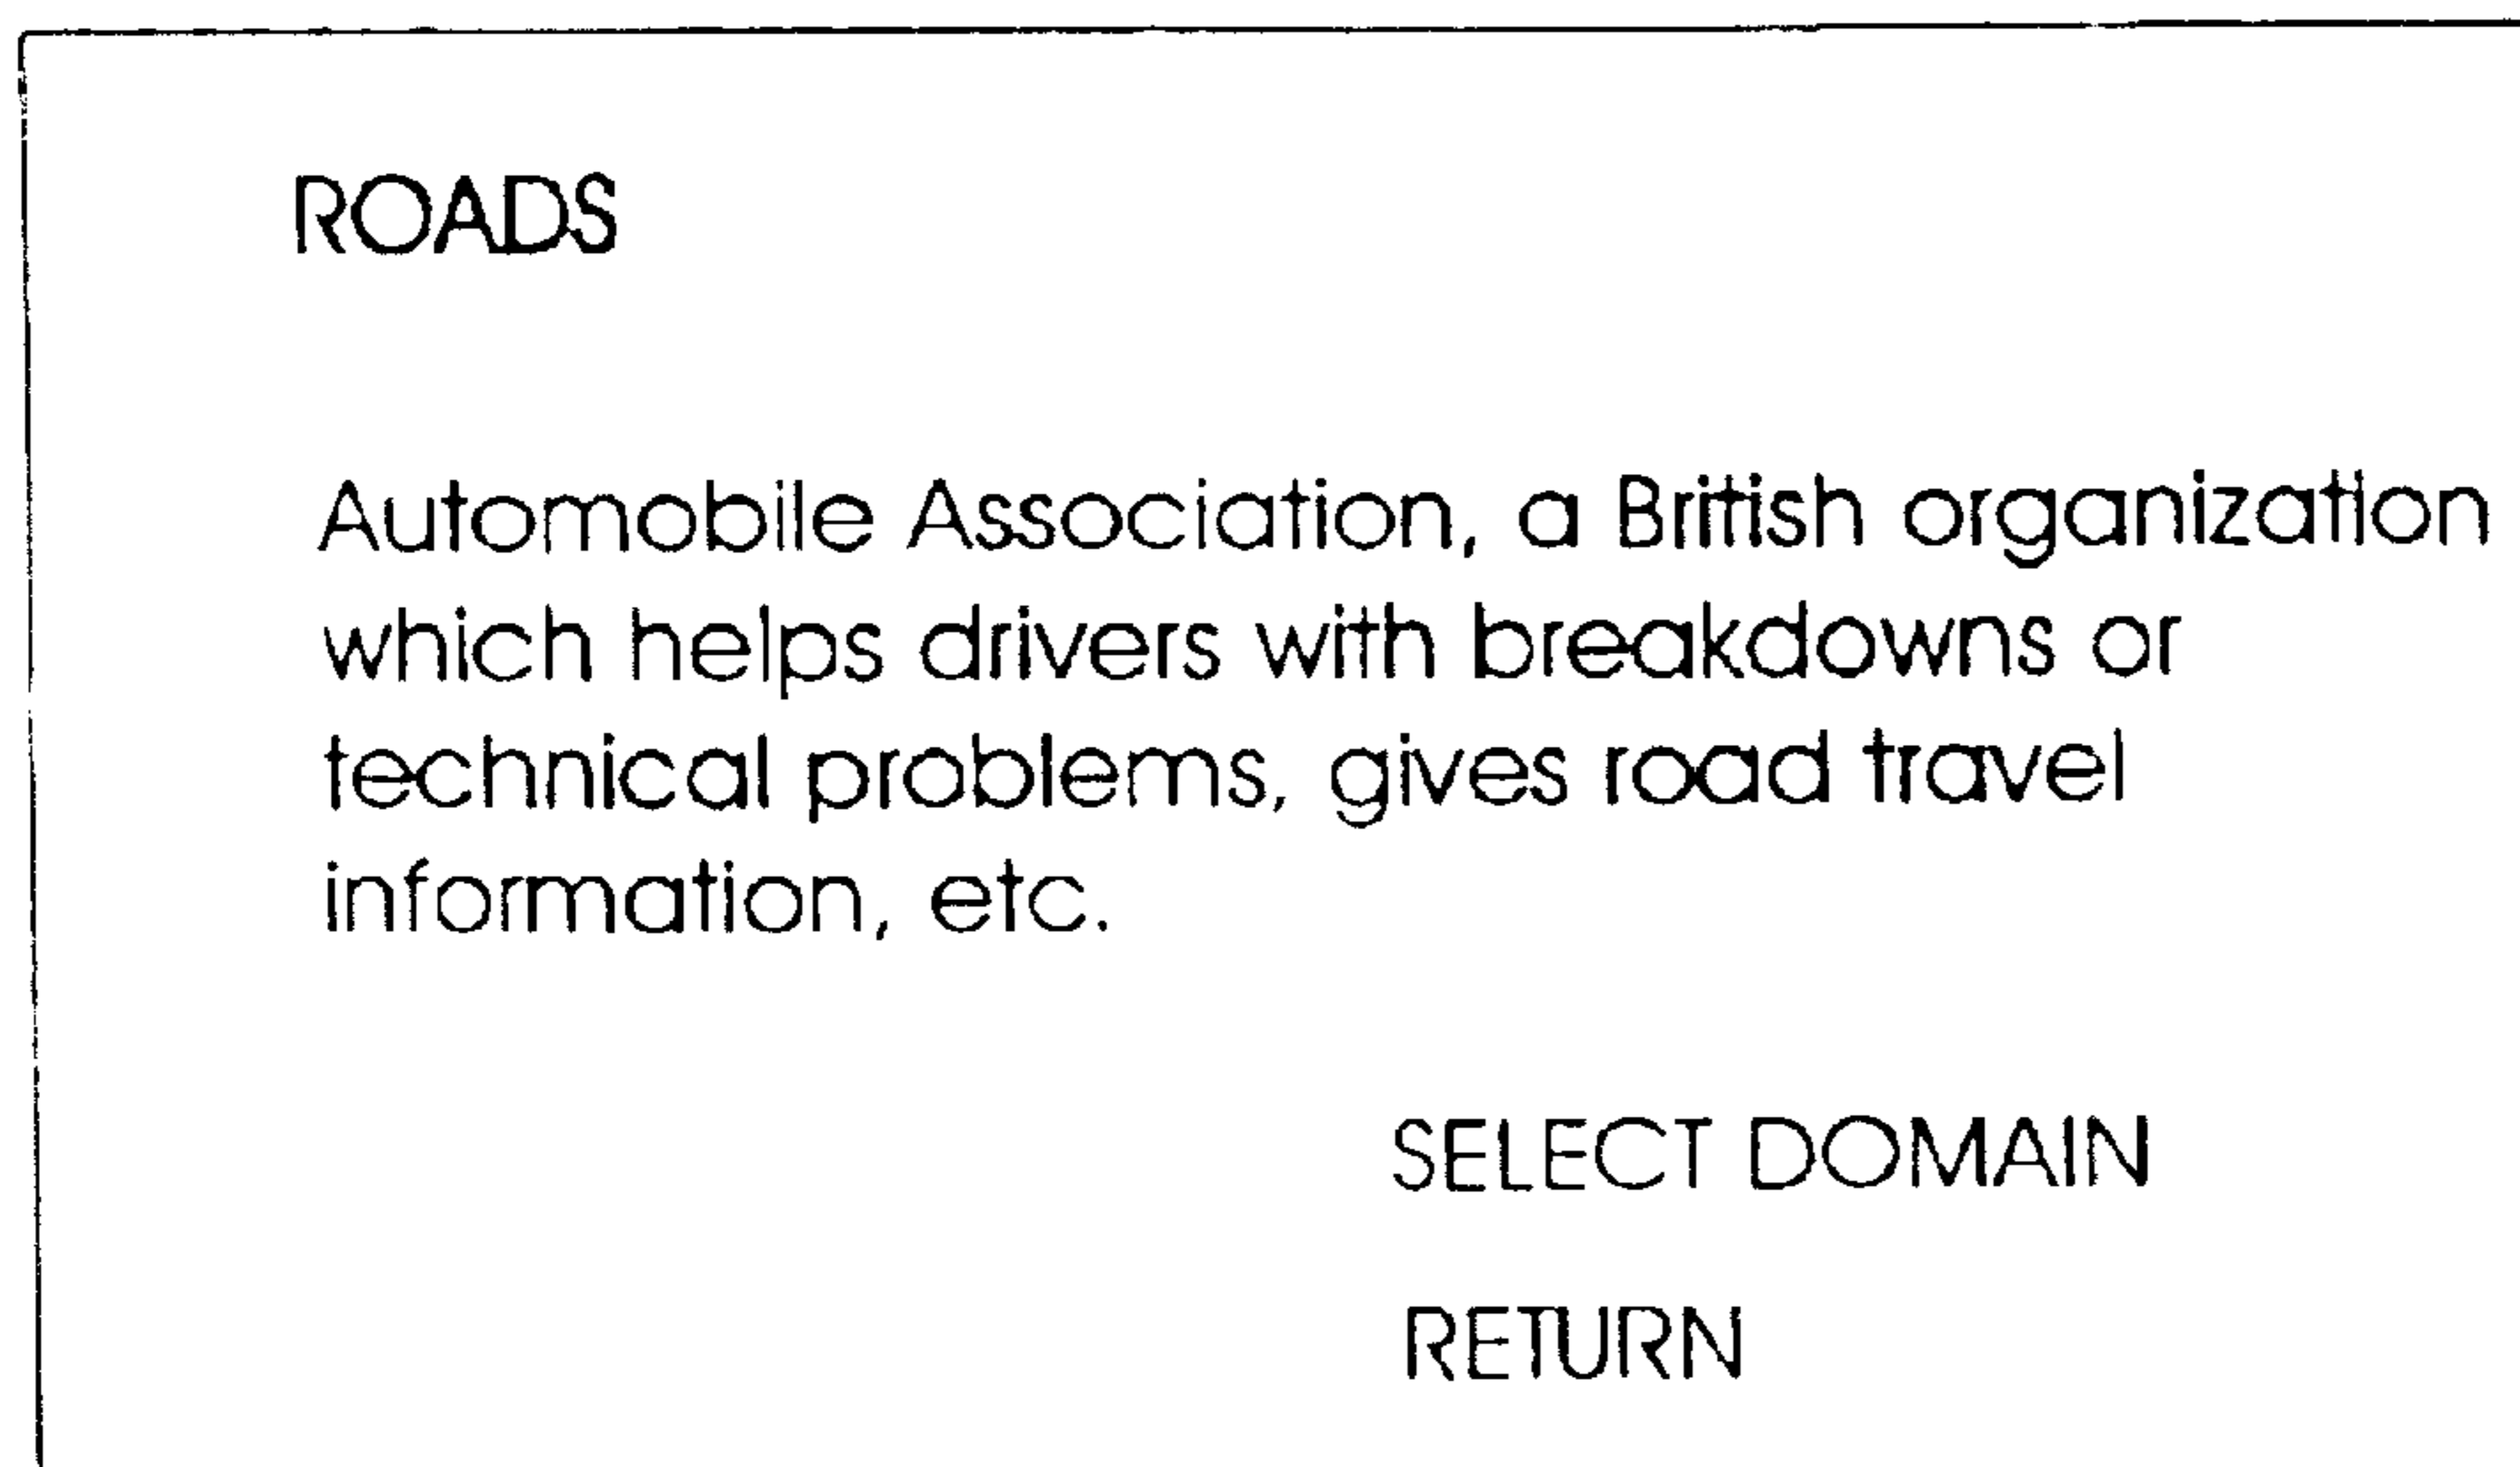 ROADS
Automobile Association, a British organization
which helps drivers with breakdowns or
technical problems, gives road travel
information, etc.
SELECT DOMAIN
RETURN